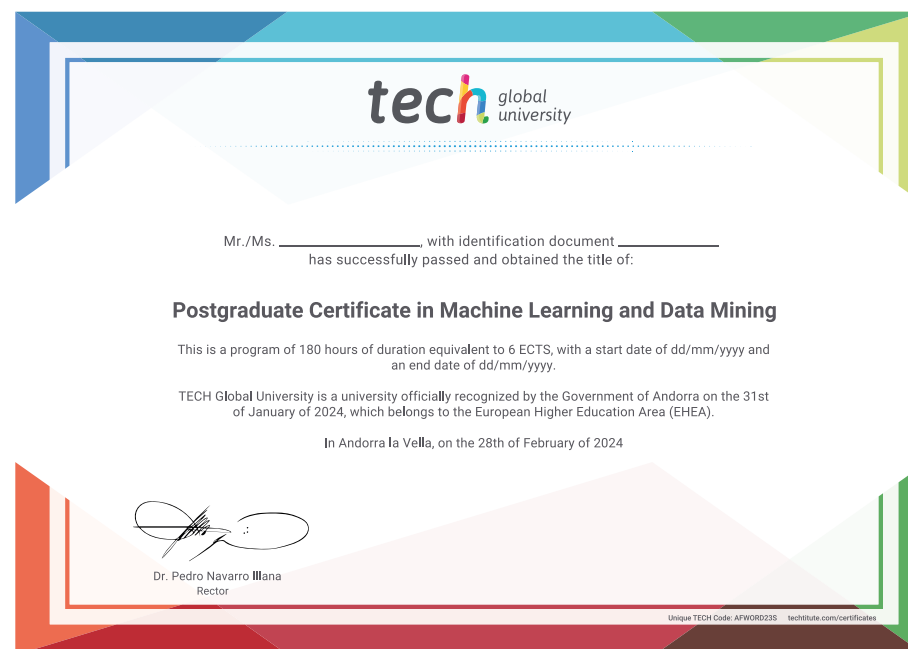 tech global university
Mr./Ms. ____________________, with identification document ______________
has successfully passed and obtained the title of:
Postgraduate Certificate in Machine Learning and Data Mining
This is a program of 180 hours of duration equivalent to 6 ECTS, with a start date of dd/mm/yyyy and
an end date of dd/mm/yyyy.
TECH Global University is a university officially recognized by the Government of Andorra on the 31st
of January of 2024, which belongs to the European Higher Education Area (EHEA).
In Andorra la Vella, on the 28th of February of 2024
Dr. Pedro Navarro Illana
Rector
Unique TECH Code: AFWORD23S techtitute.com/certificates